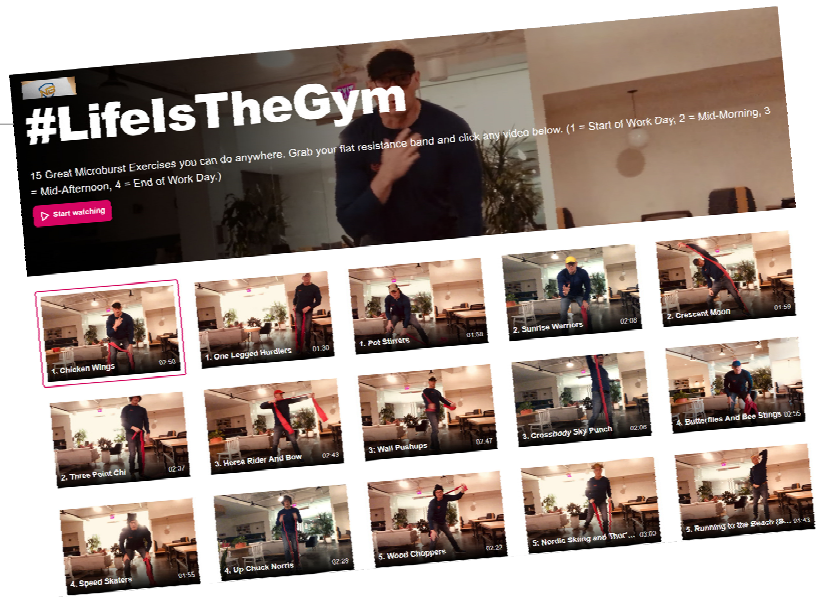 #LifeIsTheGym
15 Great Microburst Exercises you can do anywhere. Grab your flat resistance band and click any video below. (1 = Start of Work Day, 2 = Mid-Morning, 3
= Mid-Afternoon, 4 = End of Work Day.)
Start watching
1. Chicken Wings 02:50
1. One Legged Hurdlers 01:30
1. Pot Stirrers 01:58
2. Sunrise Warriors 02:08
2. Crescent Moon 01:59
2. Three Point Chi 02:37
3. Horse Rider And Bow 02:43
3: Wall Pushups 02:47
3. Crossbody Sky Punch 02:06
4. Butterflies And Bee Stings 02:05
4. Speed Skaters 01:55
4. Up Chuck Norris 02:29
5. Wood Choppers 02:22
5: Nordic Skiing and That"... 03:00
5. Running to the Beach 01:43